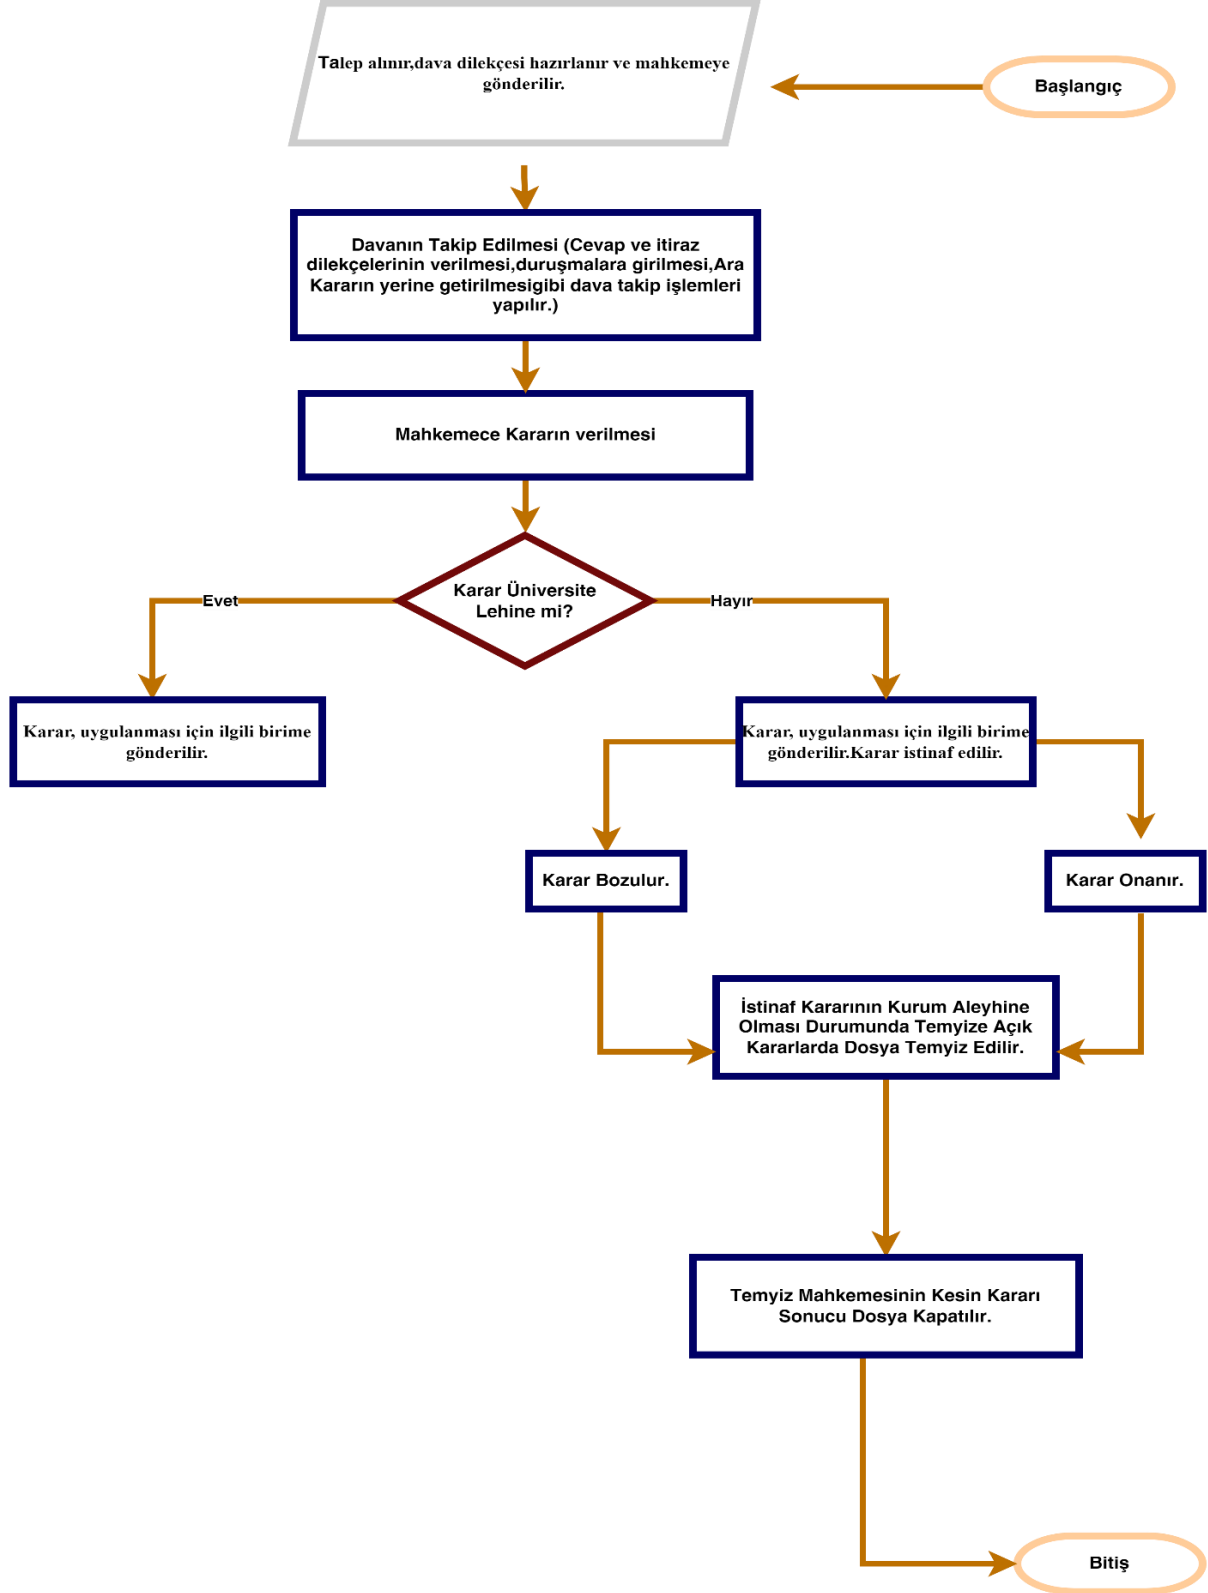 Talep alınır,dava dilekçesi hazırlanır ve mahkemeye
gönderilir.
Başlangıç
Davanın Takip Edilmesi (Cevap ve itiraz
dilekçelerinin verilmesi,duruşmalara girilmesi,Ara
Kararın yerine getirilmesigibi dava takip işlemleri
yapılır.)
Mahkemece Kararın verilmesi
Karar Üniversite
Lehine mi?
Evet
Hayır
Karar, uygulanması için ilgili birime
gönderilir.
Karar, uygulanması için ilgili birime
gönderilir.Karar istinaf edilir.
Karar Bozulur.
Karar Onanır.
İstinaf Kararının Kurum Aleyhine
Olması Durumunda Temyize Açık
Kararlarda Dosya Temyiz Edilir.
Temyiz Mahkemesinin Kesin Kararı
Sonucu Dosya Kapatılır.
Bitiş